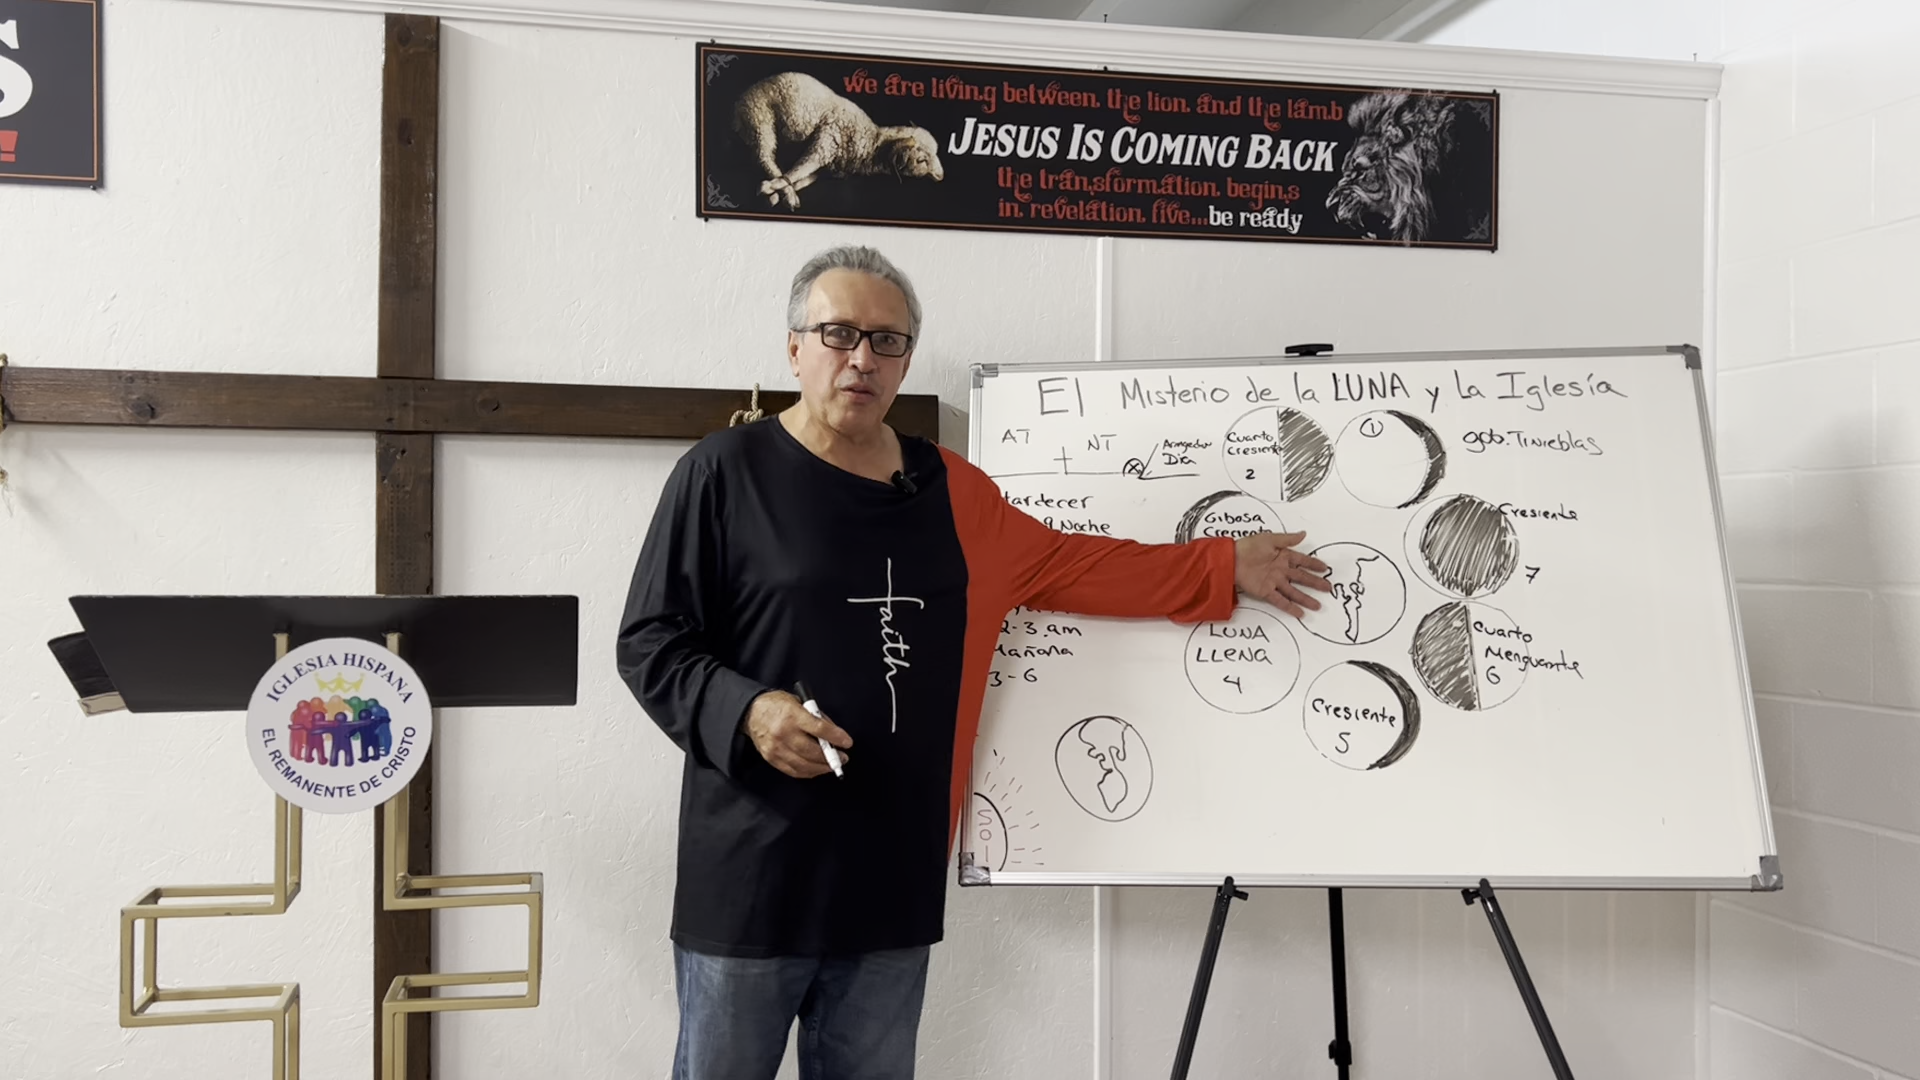 S
!
we are living between the lion and the lamb
JESUS IS COMING BACK
the transformation begins
in revelation five...be ready
El Misterio de la LUNA y La Iglesia
AT
NT
Dia
gob. TiNieblas
Cuarto
Cresiente
2
1
tardecer
9 Noche
Gibosa
Cresiente
7
2-3 am
Mañana
3-6
LUNA
LLENA
4
Cuarto
Menguante
6
Cresiente
5
SOl
faith
IGLESIA HISPANA
EL REMANENTE DE CRISTO